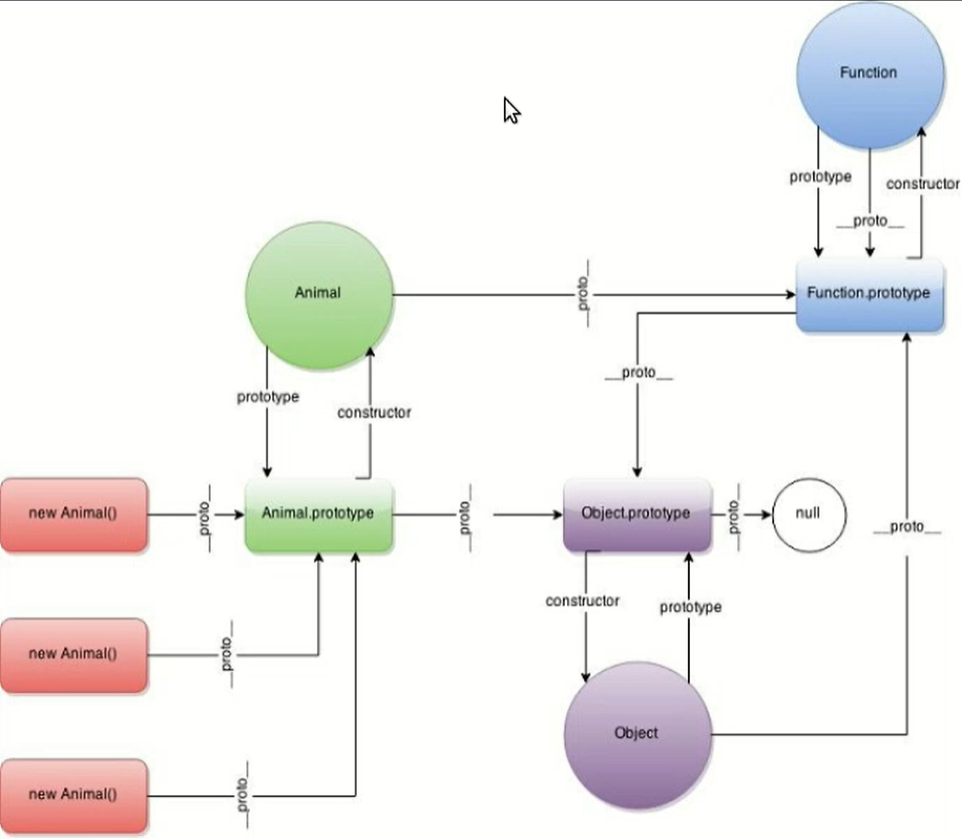 Function
prototype
constructor
__proto__
Animal
__proto__
Function.prototype
__proto__
prototype
constructor
new Animal()
__proto__
Animal.prototype
__proto__
Object.prototype
__proto__
null
__proto__
constructor
prototype
new Animal()
__proto__
Object
new Animal()
__proto__